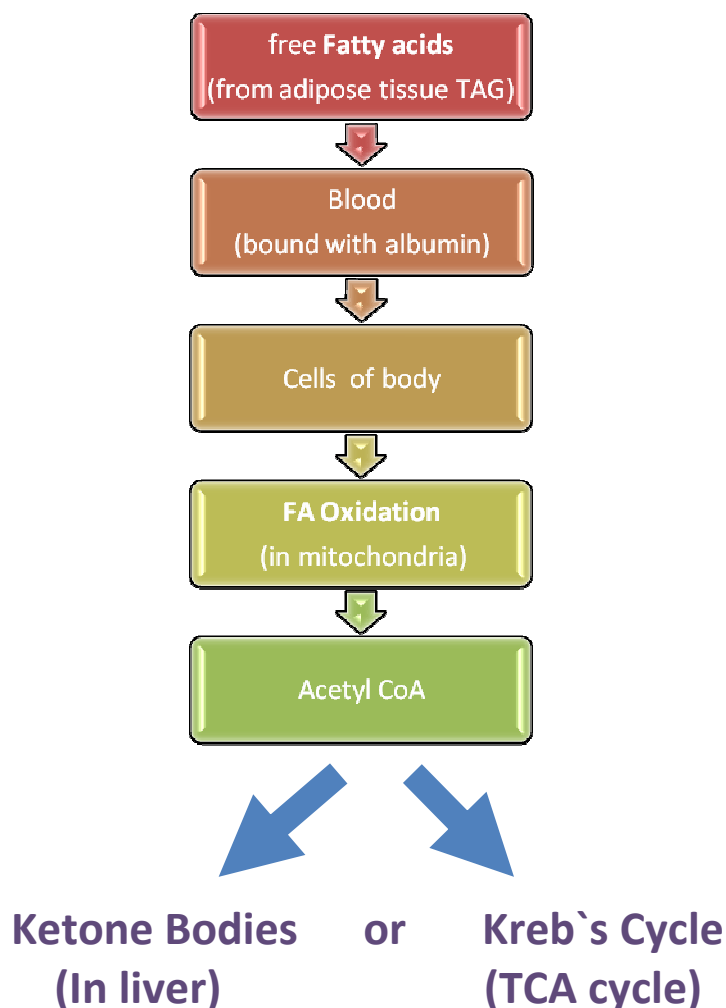 free Fatty acids
(from adipose tissue TAG)
Blood
(bound with albumin)
Cells of body
FA Oxidation
(in mitochondria)
Acetyl CoA
Ketone Bodies or Kreb`s Cycle
(In liver) (TCA cycle)